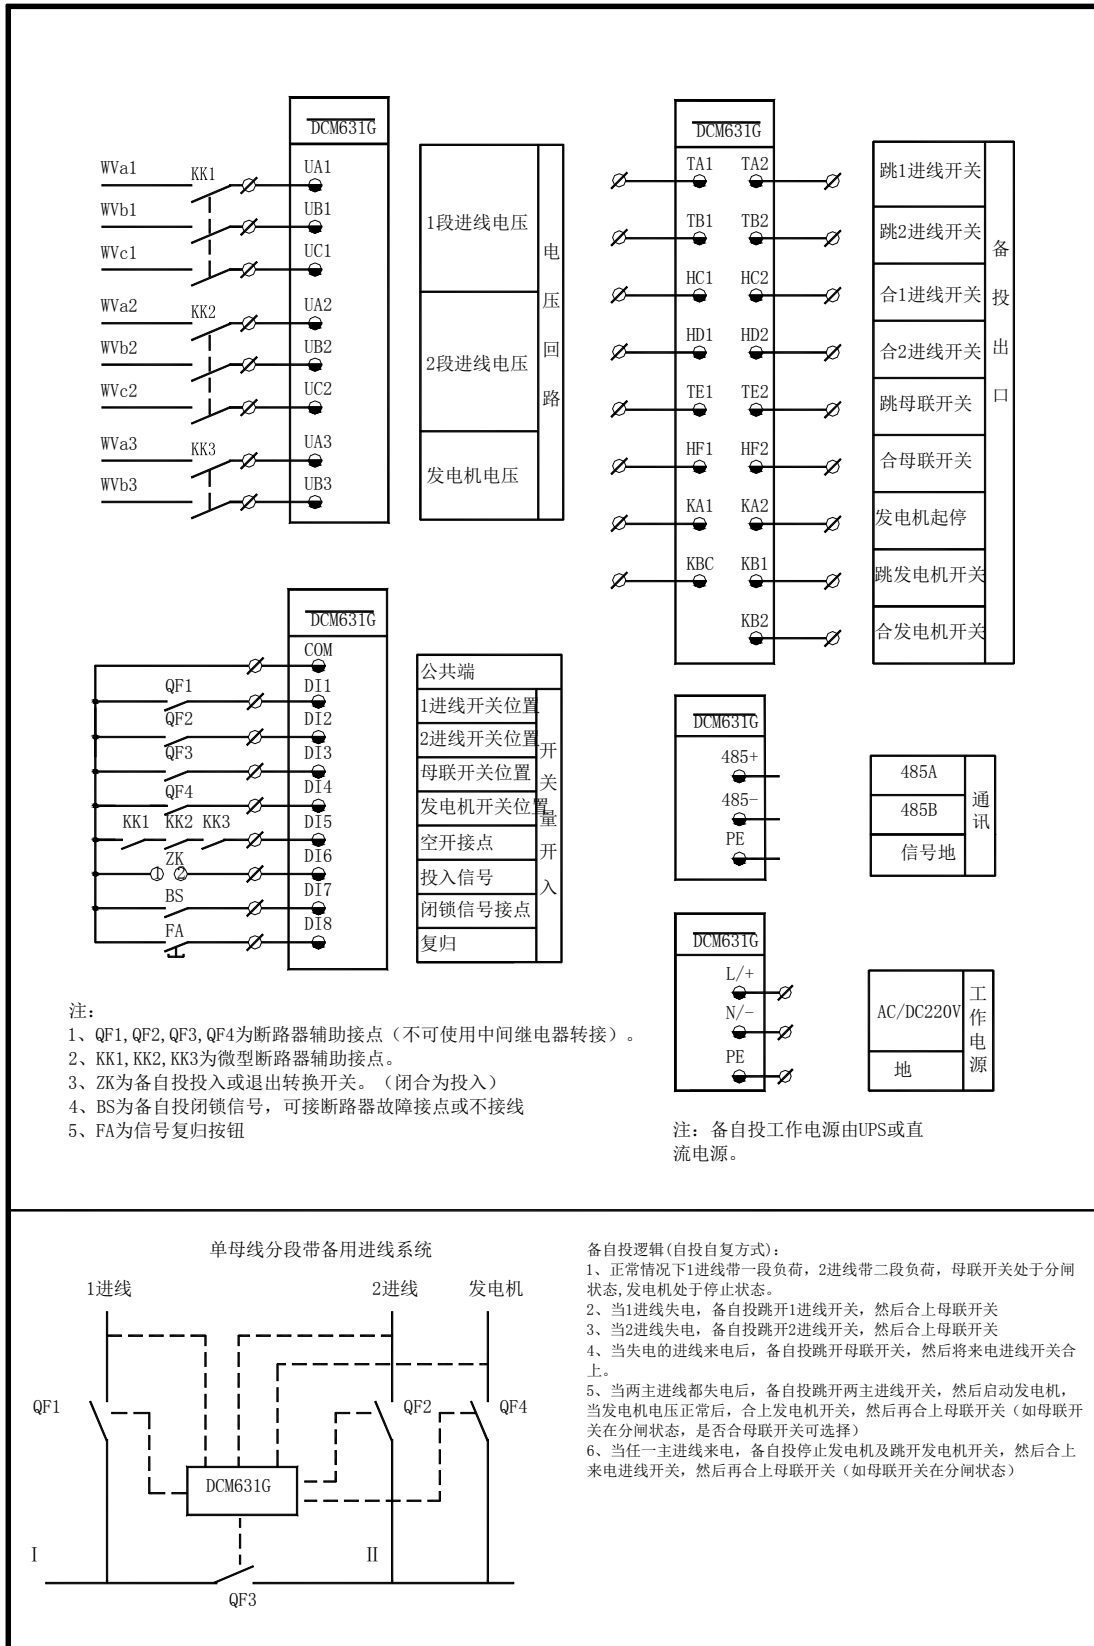 DCM631G
WVa1
KK1
UA1
WVb1
UB1
WVc1
UC1
WVa2
KK2
UA2
WVb2
UB2
WVc2
UC2
WVa3
KK3
UA3
WVb3
UB3
1段进线电压
2段进线电压
发电机电压
电压回路
DCM631G
TA1 TA2
TB1 TB2
HC1 HC2
HD1 HD2
TE1 TE2
HF1 HF2
KA1 KA2
KBC KB1
KB2
跳1进线开关
跳2进线开关
合1进线开关
合2进线开关
跳母联开关
合母联开关
发电机起停
跳发电机开关
合发电机开关
备投出口
DCM631G
COM
QF1 DI1
QF2 DI2
QF3 DI3
QF4 DI4
KK1 KK2 KK3 DI5
ZK DI6
1 2
BS DI7
FA DI8
公共端
1进线开关位置
2进线开关位置
母联开关位置
发电机开关位置
空开接点
投入信号
闭锁信号接点
复归
开关量开入
DCM631G
485+
485-
PE
485A
485B
信号地
通讯
DCM631G
L/+
N/-
PE
AC/DC220V
地
工作电源
注：
1、QF1,QF2,QF3,QF4为断路器辅助接点（不可使用中间继电器转接）。
2、KK1,KK2,KK3为微型断路器辅助接点。
3、ZK为备自投投入或退出转换开关。（闭合为投入）
4、BS为备自投闭锁信号，可接断路器故障接点或不接线
5、FA为信号复归按钮
注：备自投工作电源由UPS或直
流电源。
单母线分段带备用进线系统
1进线
2进线
发电机
QF1
QF2
QF4
DCM631G
I
II
QF3
备自投逻辑(自投自复方式)：
1、正常情况下1进线带一段负荷，2进线带二段负荷，母联开关处于分闸
状态,发电机处于停止状态。
2、当1进线失电，备自投跳开1进线开关，然后合上母联开关
3、当2进线失电，备自投跳开2进线开关，然后合上母联开关
4、当失电的进线来电后，备自投跳开母联开关，然后将来电进线开关合
上。
5、当两主进线都失电后，备自投跳开两主进线开关，然后启动发电机，
当发电机电压正常后，合上发电机开关，然后再合上母联开关（如母联开
关在分闸状态，是否合母联开关可选择）
6、当任一主进线来电，备自投停止发电机及跳开发电机开关，然后合上
来电进线开关，然后再合上母联开关（如母联开关在分闸状态）